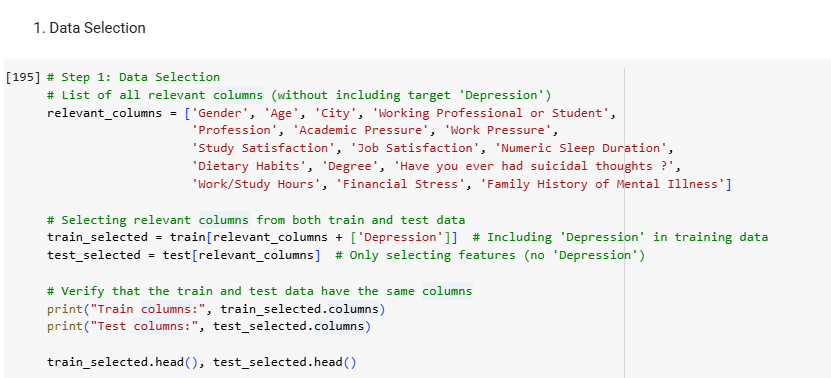 1. Data Selection
[195] # Step 1: Data Selection
# List of all relevant columns (without including target 'Depression')
relevant_columns = ['Gender', 'Age', 'City', 'Working Professional or Student',
'Profession', 'Academic Pressure', 'Work Pressure',
'Study Satisfaction', 'Job Satisfaction', 'Numeric Sleep Duration',
'Dietary Habits', 'Degree', 'Have you ever had suicidal thoughts ?',
'Work/Study Hours', 'Financial Stress', 'Family History of Mental Illness']
# Selecting relevant columns from both train and test data
train_selected = train[relevant_columns + ['Depression']]  # Including 'Depression' in training data
test_selected = test[relevant_columns]  # Only selecting features (no 'Depression')
# Verify that the train and test data have the same columns
print("Train columns:", train_selected.columns)
print("Test columns:", test_selected.columns)
train_selected.head(), test_selected.head()